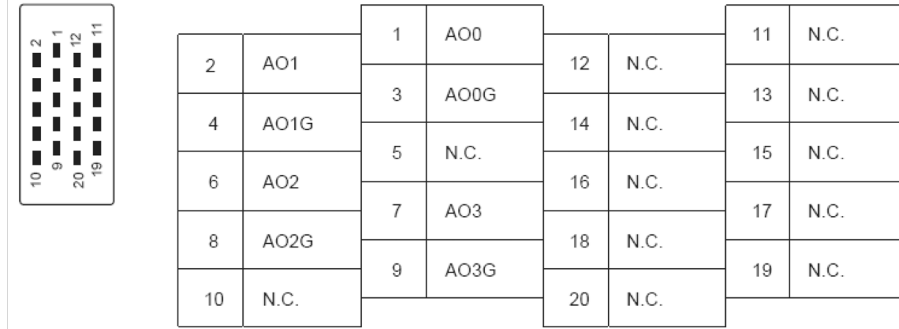 2 1 12 11
10 9 20 19
1 AO0 11 N.C.
2 AO1 12 N.C.
3 AO0G 13 N.C.
4 AO1G 14 N.C.
5 N.C. 15 N.C.
6 AO2 16 N.C.
7 AO3 17 N.C.
8 AO2G 18 N.C.
9 AO3G 19 N.C.
10 N.C. 20 N.C.